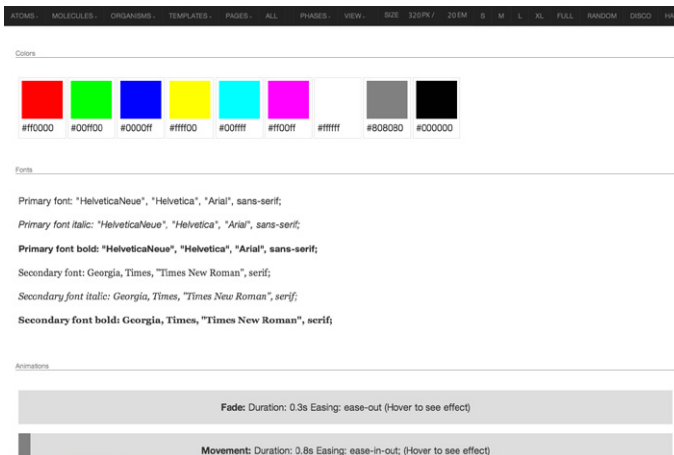 ATOMS MOLECULES ORGANISMS TEMPLATES PAGES ALL PHASES VIEW SIZE 320 PX / 20 EM S M L XL FULL RANDOM DISCO HA
Colors
#ff0000 #00ff00 #0000ff #ffff00 #00ffff #ff00ff #ffffff #808080 #000000
Fonts
Primary font: "HelveticaNeue", "Helvetica", "Arial", sans-serif;
Primary font italic: "HelveticaNeue", "Helvetica", "Arial", sans-serif;
Primary font bold: "HelveticaNeue", "Helvetica", "Arial", sans-serif;
Secondary font: Georgia, Times, "Times New Roman", serif;
Secondary font italic: Georgia, Times, "Times New Roman", serif;
Secondary font bold: Georgia, Times, "Times New Roman", serif;
Animations
Fade: Duration: 0.3s Easing: ease-out (Hover to see effect)
Movement: Duration: 0.8s Easing: ease-in-out; (Hover to see effect)